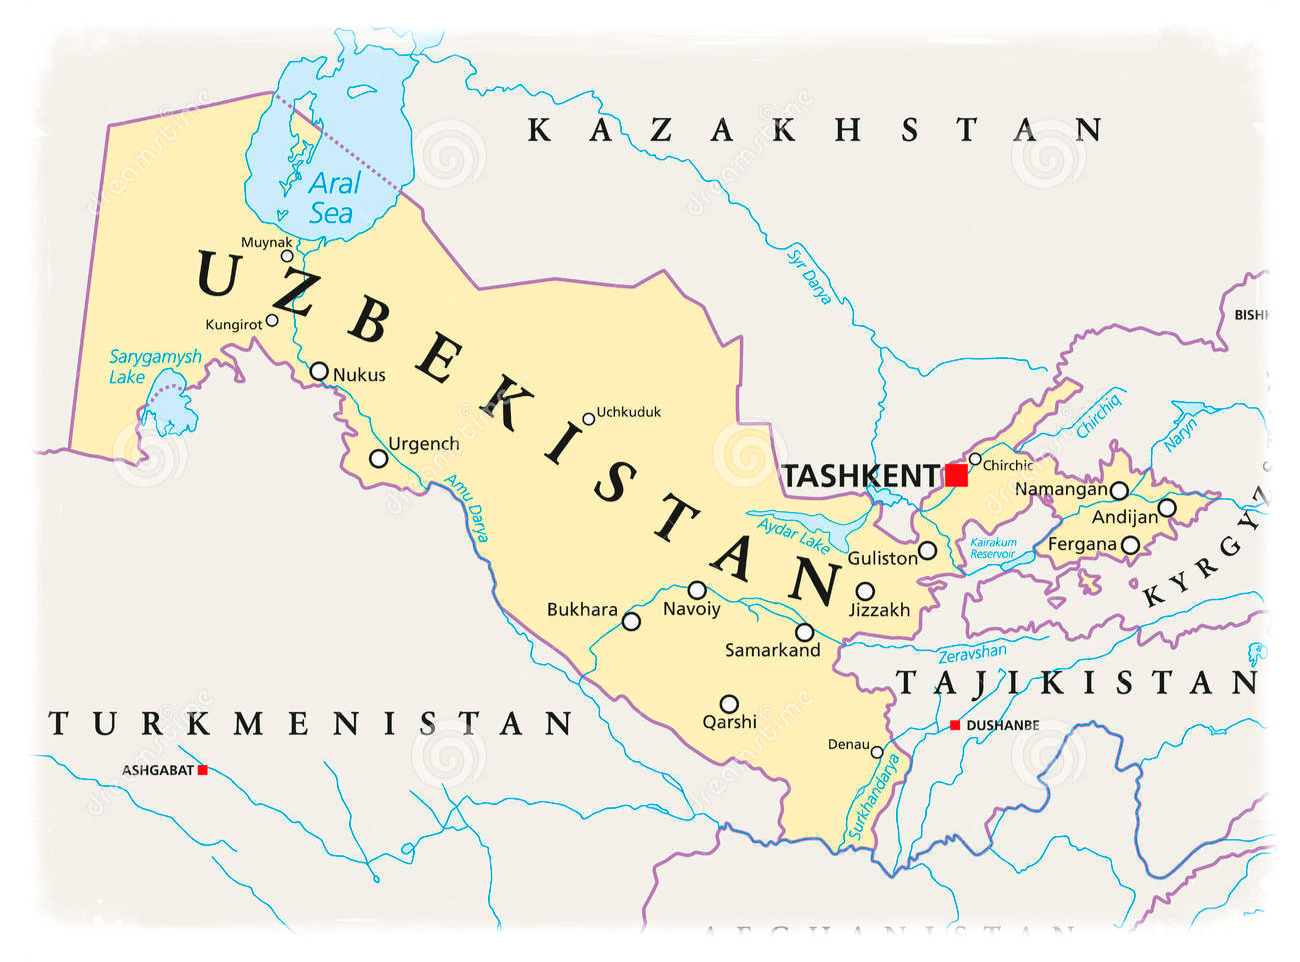 KAZAKHSTAN
Aral
Sea
Muynak
UZBEKISTAN
Syr Darya
Kungirot
Sarygamysh
Lake
Nukus
Uchkuduk
Urgench
Amu Darya
TASHKENT
Chirchic
Chirchiq
Naryn
Namangan
Andijan
Fergana
Kairakum
Reservoir
Aydar Lake
Guliston
Jizzakh
Navoiy
Bukhara
Samarkand
Zeravshan
TAJIKISTAN
DUSHANBE
Qarshi
Denau
Surkhandarya
TURKMENISTAN
ASHGABAT
AFGHANISTAN
BISHK
KYRGYZS
dreamstime